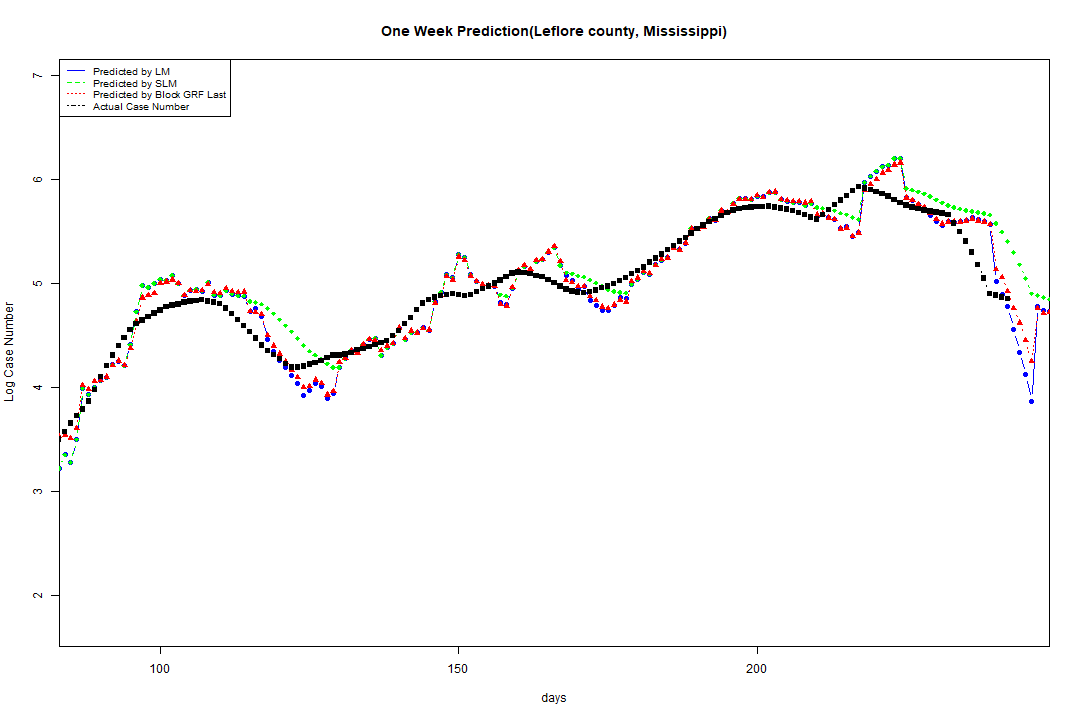 One Week Prediction(Leflore county, Mississippi)
Predicted by LM
Predicted by SLM
Predicted by Block GRF Last
Actual Case Number
7
6
5
4
3
2
Log Case Number
100 150 200
days